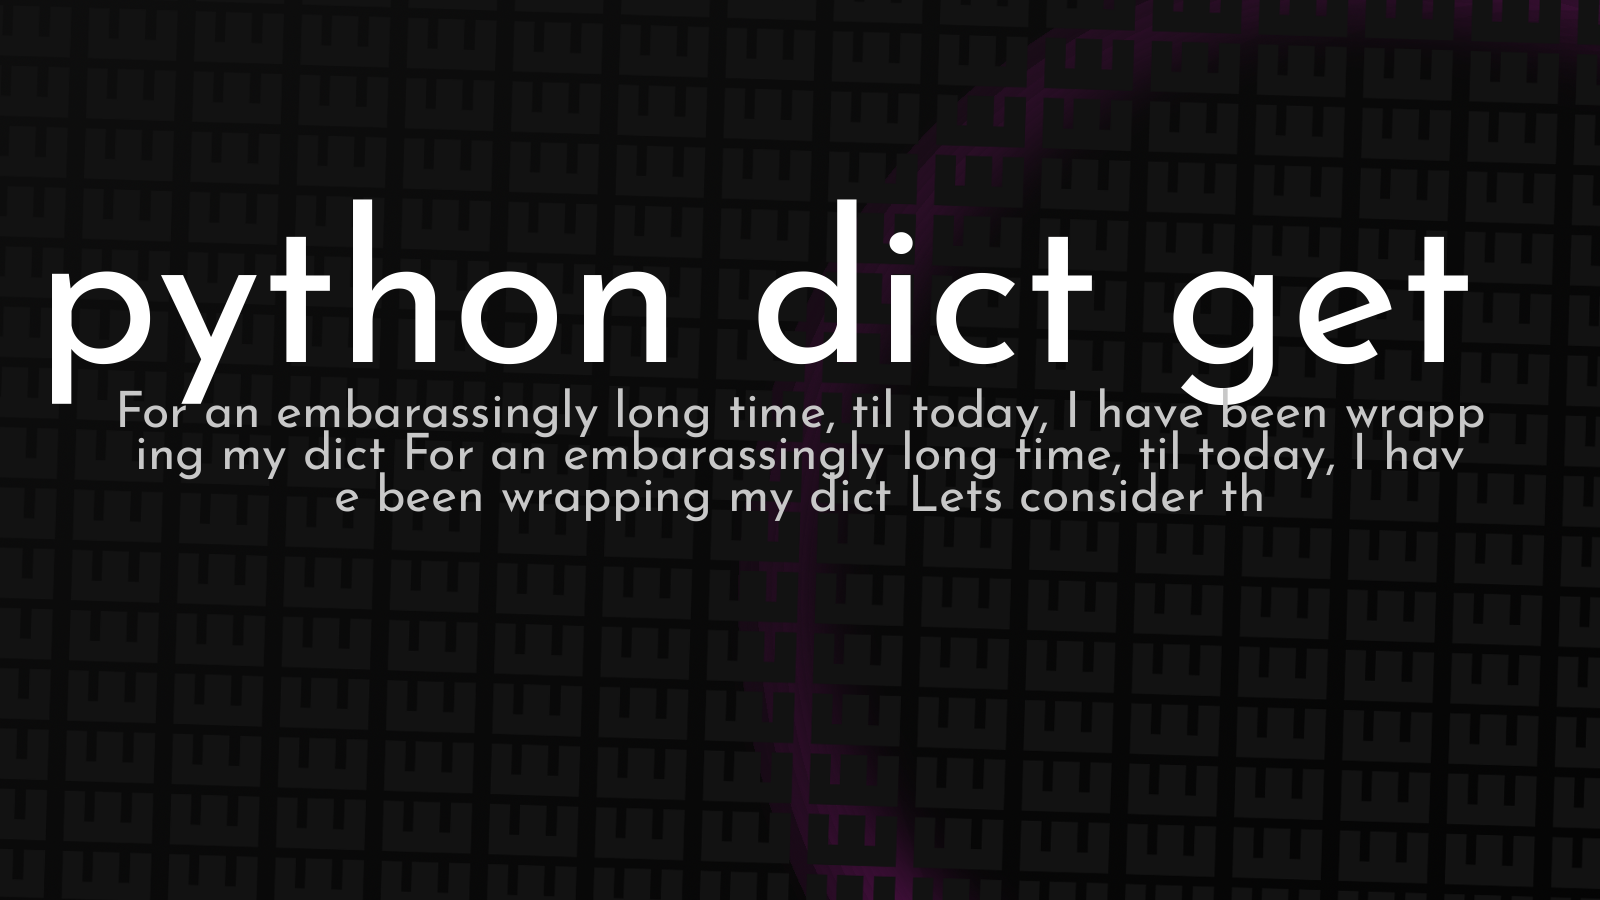 python dict get
For an embarassingly long time, til today, I have been wrapp
ing my dict For an embarassingly long time, til today, I hav
e been wrapping my dict Lets consider th